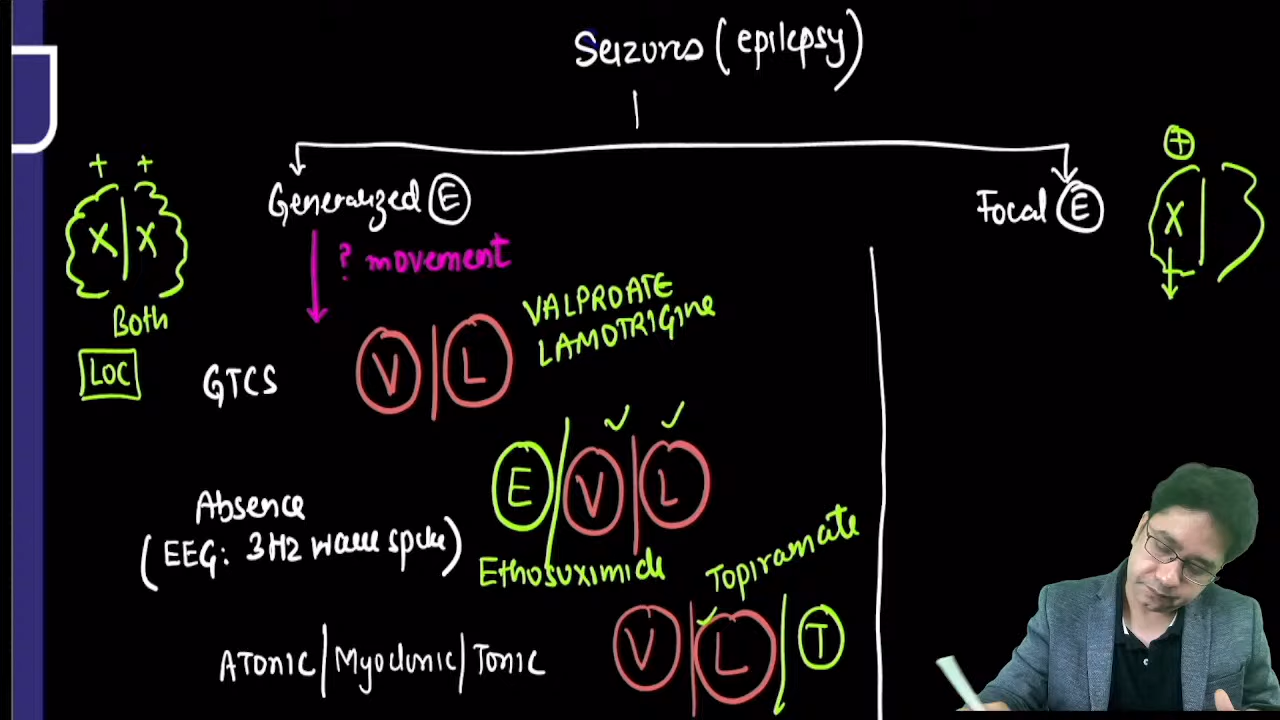 Seizures (epilepsy)
+ +
X | X
Both
LOC
Generalized E
? movement
Focal E
+
X
VALPROATE
LAMOTRIGINE
GTCS V | L
E / V | L
Absence
(EEG: 3Hz wave spike)
Ethosuximide
Topiramate
ATONIC | Myoclonic | TONIC V | L / T